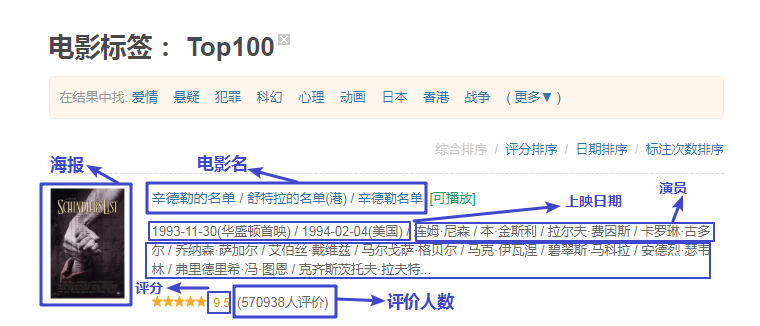 电影标签： Top100
在结果中找: 爱情 悬疑 犯罪 科幻 心理 动画 日本 香港 战争 ( 更多▼ )
综合排序 / 评分排序 / 日期排序 / 标注次数排序
海报
电影名
演员
SCHINDLER'S LIST
辛德勒的名单 / 舒特拉的名单(港) / 辛德勒名单 [可播放]
上映日期
1993-11-30(华盛顿首映) / 1994-02-04(美国) / 连姆·尼森 / 本·金斯利 / 拉尔夫·费因斯 / 卡罗琳·古多
尔 / 乔纳森·萨加尔 / 艾伯丝·戴维兹 / 马尔戈萨·格贝尔 / 马克·伊瓦涅 / 碧翠斯·马科拉 / 安德烈·瑟韦
林 / 弗里德里希·冯·图恩 / 克齐斯茨托夫·拉夫特...
评分
9.5 (570938人评价)
评价人数